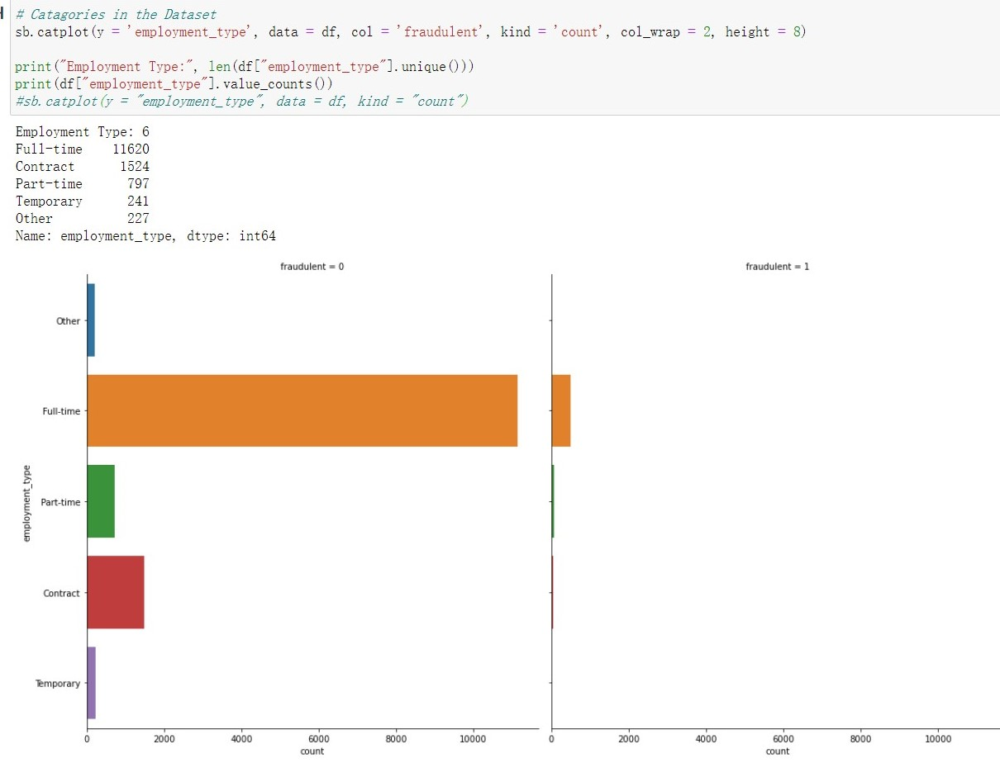 # Catagories in the Dataset
sb.catplot(y = 'employment_type', data = df, col = 'fraudulent', kind = 'count', col_wrap = 2, height = 8)
print("Employment Type:", len(df["employment_type"].unique()))
print(df["employment_type"].value_counts())
#sb.catplot(y = "employment_type", data = df, kind = "count")
Employment Type: 6
Full-time 11620
Contract 1524
Part-time 797
Temporary 241
Other 227
Name: employment_type, dtype: int64
fraudulent = 0
fraudulent = 1
Other
Full-time
Part-time
Contract
Temporary
employment_type
0 2000 4000 6000 8000 10000
0 2000 4000 6000 8000 10000
count
count